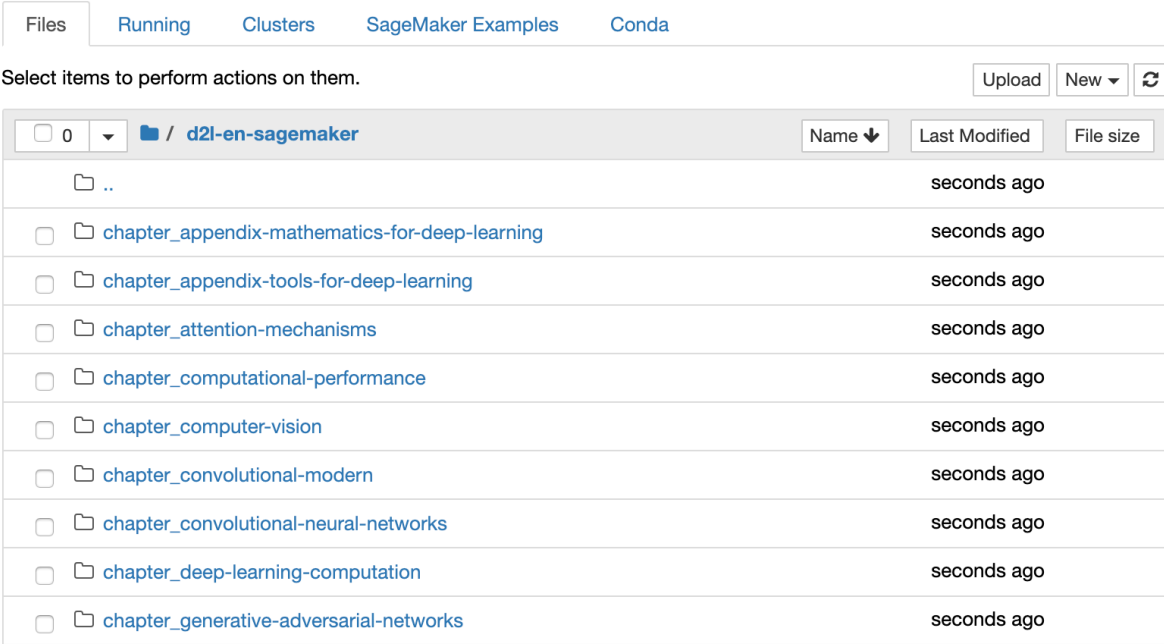 Files Running Clusters SageMaker Examples Conda
Select items to perform actions on them. Upload New
0 / d2l-en-sagemaker Name Last Modified File size
.. seconds ago
chapter_appendix-mathematics-for-deep-learning seconds ago
chapter_appendix-tools-for-deep-learning seconds ago
chapter_attention-mechanisms seconds ago
chapter_computational-performance seconds ago
chapter_computer-vision seconds ago
chapter_convolutional-modern seconds ago
chapter_convolutional-neural-networks seconds ago
chapter_deep-learning-computation seconds ago
chapter_generative-adversarial-networks seconds ago